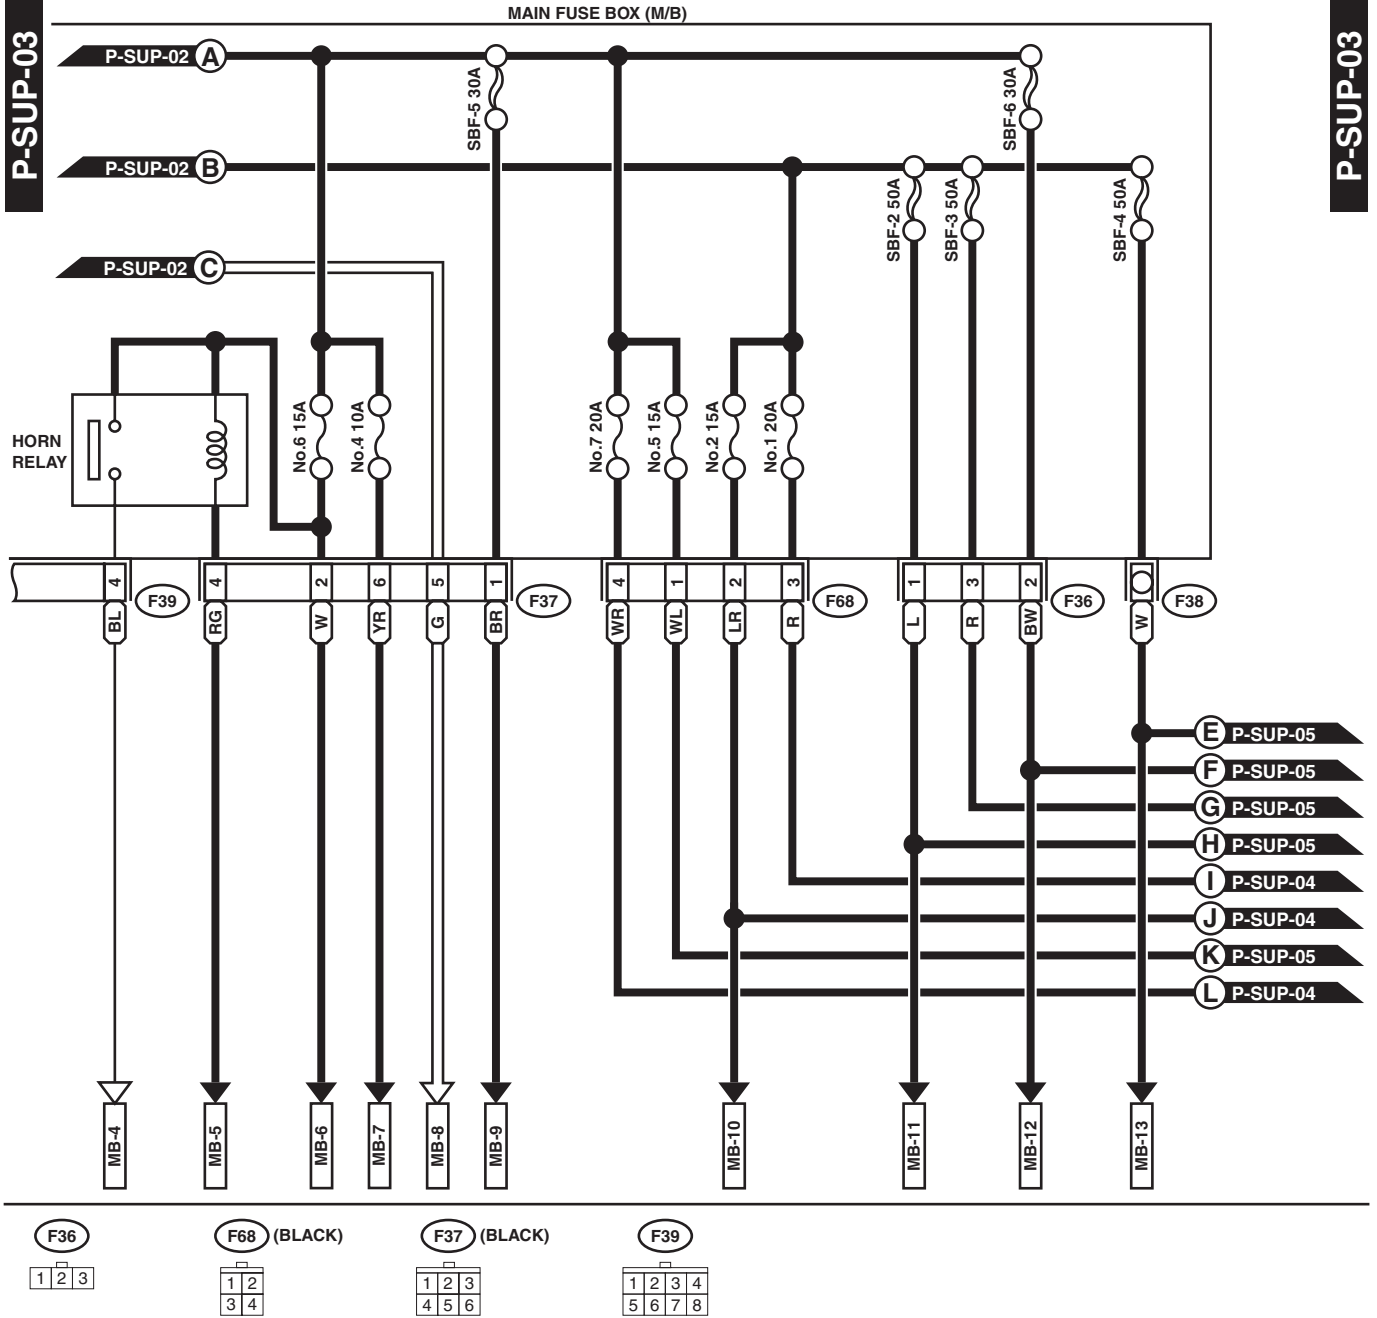 MAIN FUSE BOX (M/B)
P-SUP-03
P-SUP-03
P-SUP-02 A
SBF-5 30A
SBF-6 30A
P-SUP-02 B
SBF-2 50A
SBF-3 50A
SBF-4 50A
P-SUP-02 C
HORN
RELAY
No.6 15A
No.4 10A
No.7 20A
No.5 15A
No.2 15A
No.1 20A
4 F39 4 2 6 5 1 F37 4 1 2 3 F68 1 3 2 F36 F38
BL RG W YR G BR WR WL LR R L R BW W
E P-SUP-05
F P-SUP-05
G P-SUP-05
H P-SUP-05
I P-SUP-04
J P-SUP-04
K P-SUP-05
L P-SUP-04
MB-4 MB-5 MB-6 MB-7 MB-8 MB-9 MB-10 MB-11 MB-12 MB-13
F36 F68 (BLACK) F37 (BLACK) F39
1 2 3
1 2
3 4
1 2 3
4 5 6
1 2 3 4
5 6 7 8